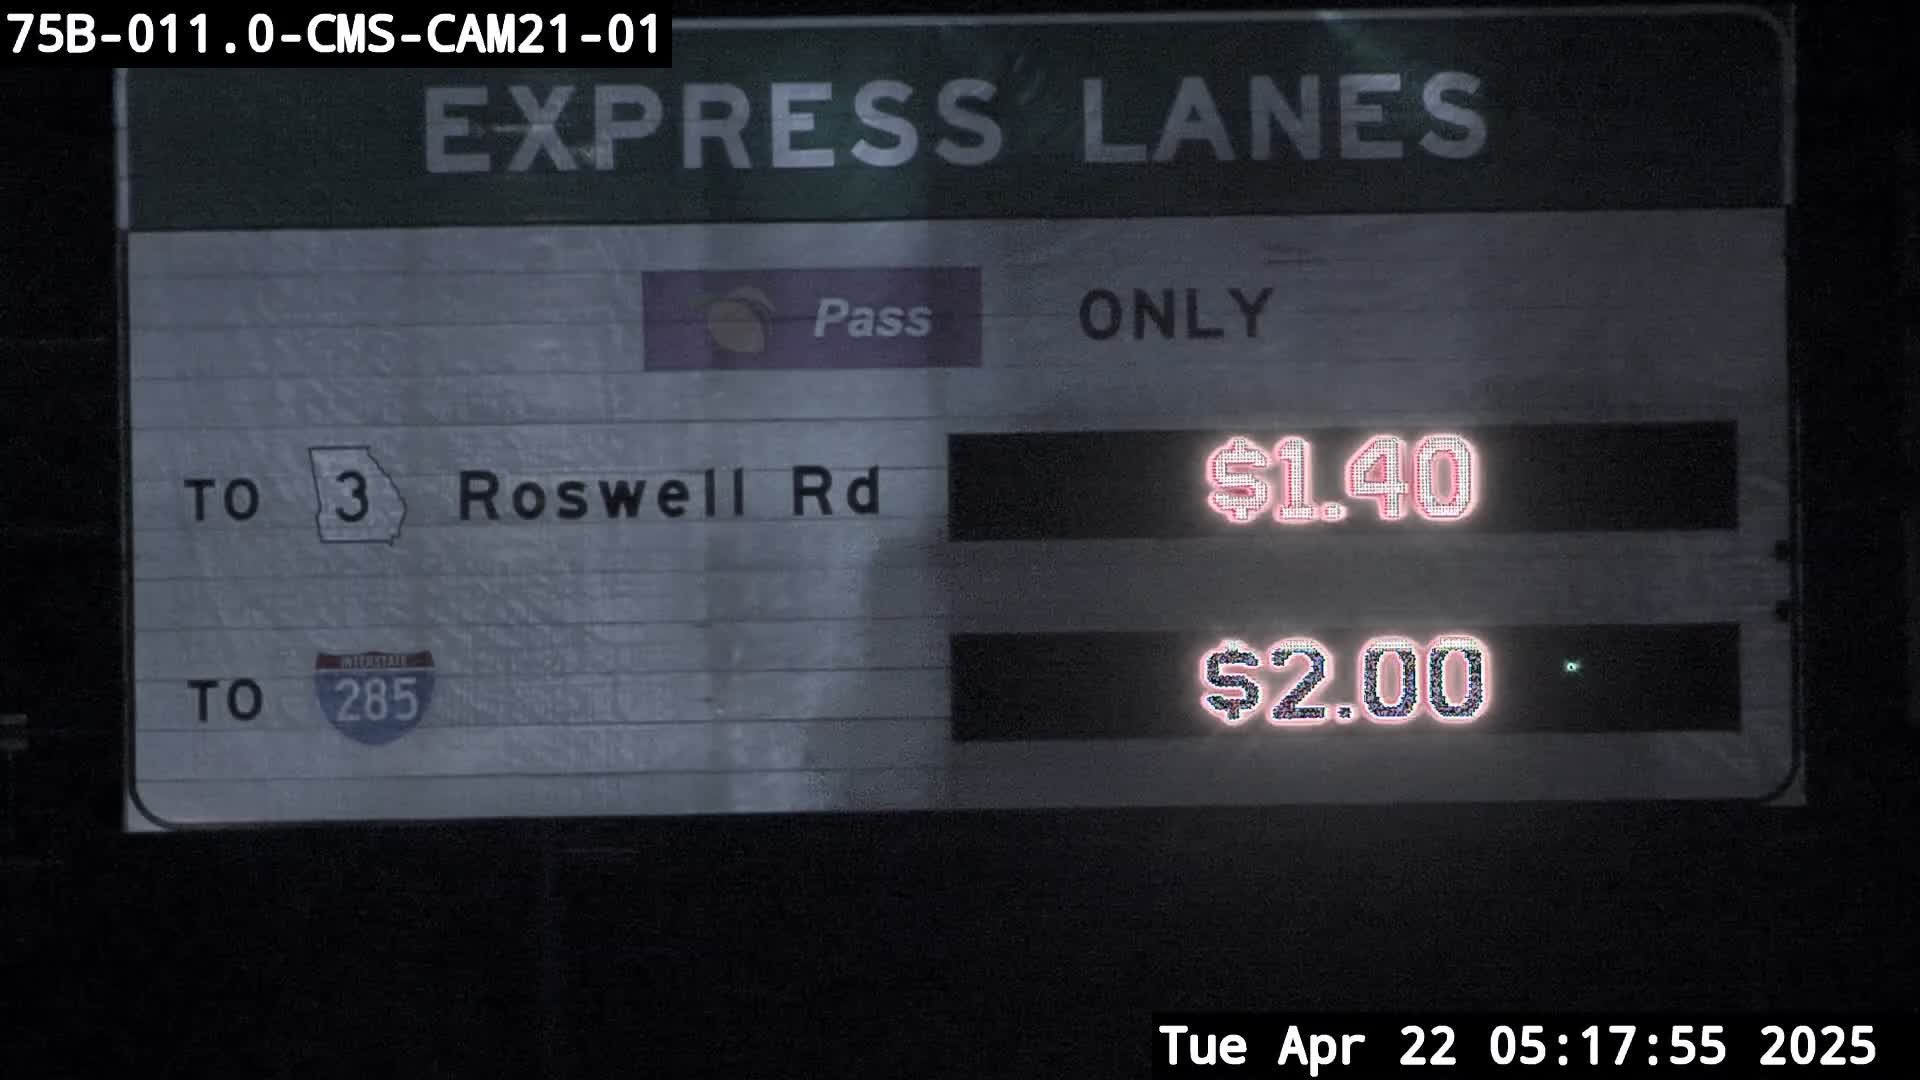 75B-011.0-CMS-CAM21-01
EXPRESS LANES
Pass ONLY
TO 3 Roswell Rd $1.40
TO INTERSTATE 285 $2.00
Tue Apr 22 05:17:55 2025